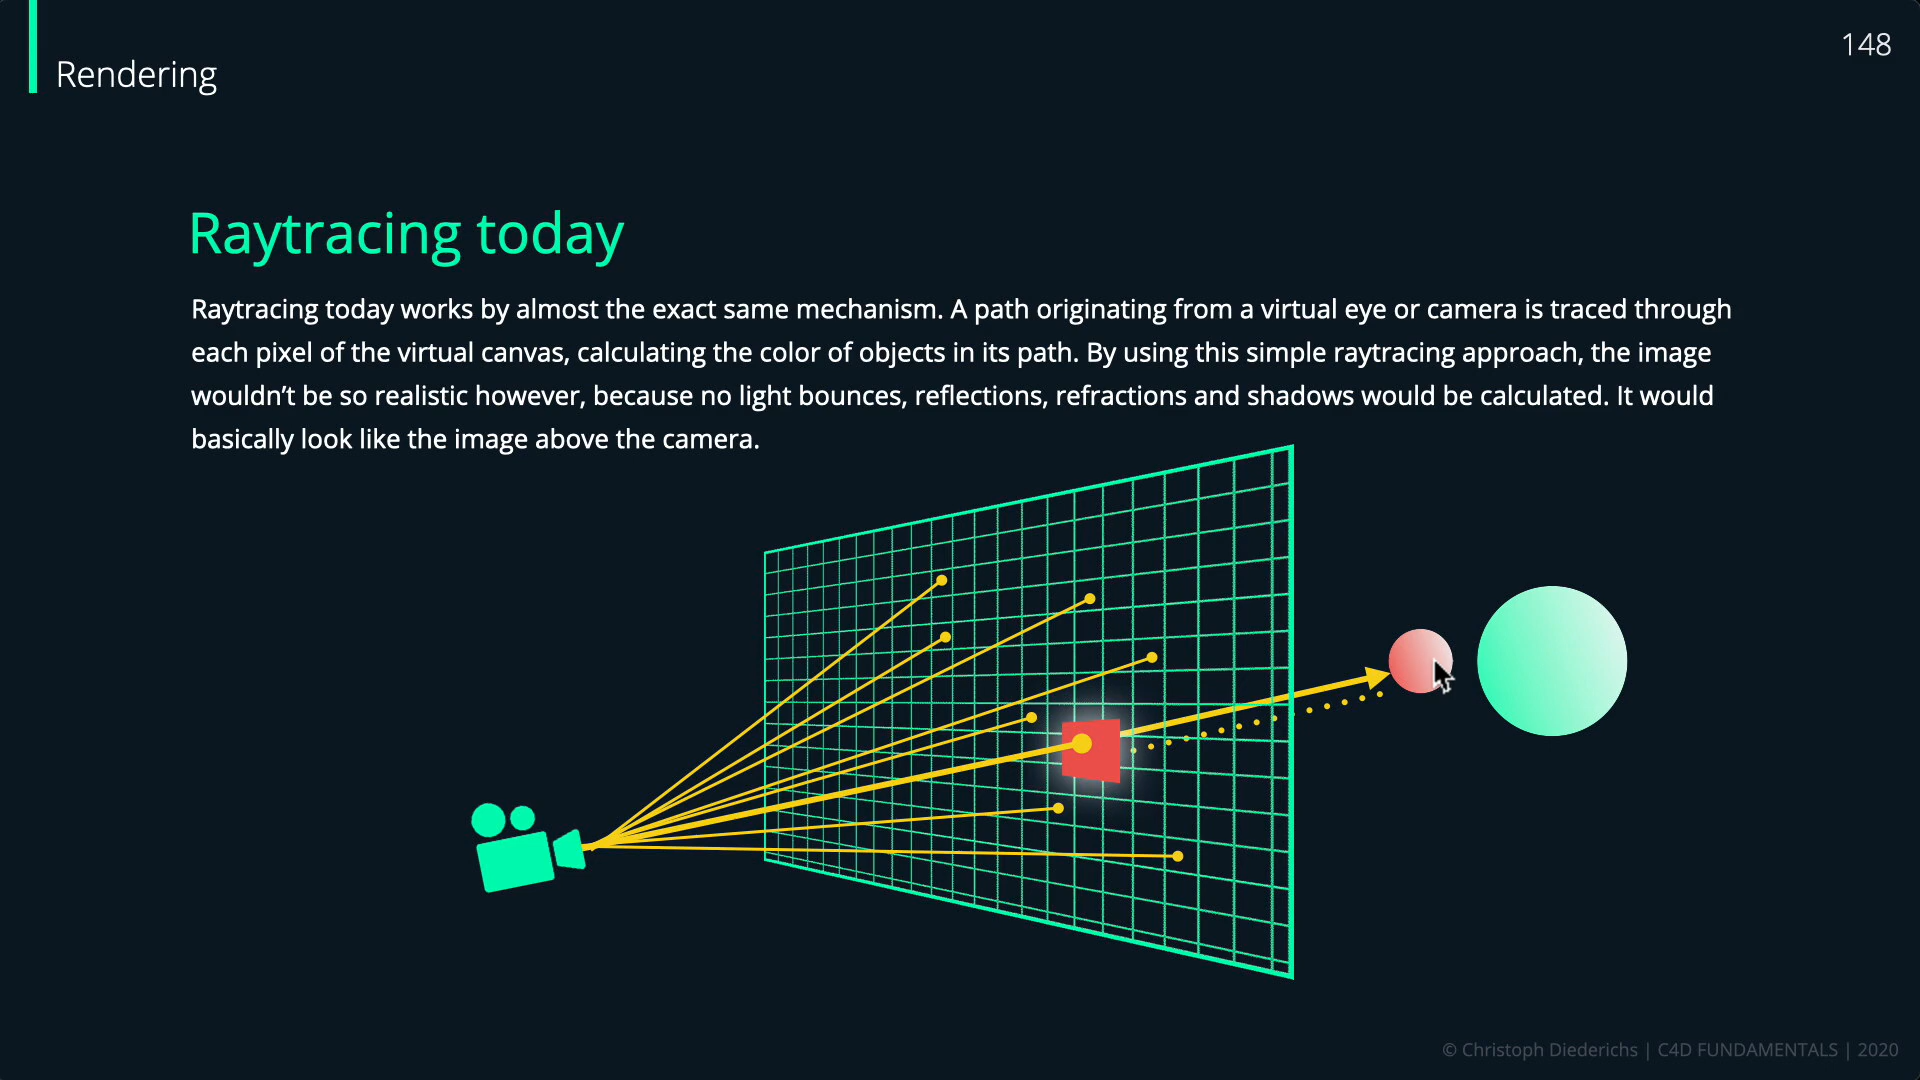 Rendering
148
Raytracing today
Raytracing today works by almost the exact same mechanism. A path originating from a virtual eye or camera is traced through
each pixel of the virtual canvas, calculating the color of objects in its path. By using this simple raytracing approach, the image
wouldn’t be so realistic however, because no light bounces, reflections, refractions and shadows would be calculated. It would
basically look like the image above the camera.
© Christoph Diederichs | C4D FUNDAMENTALS | 2020